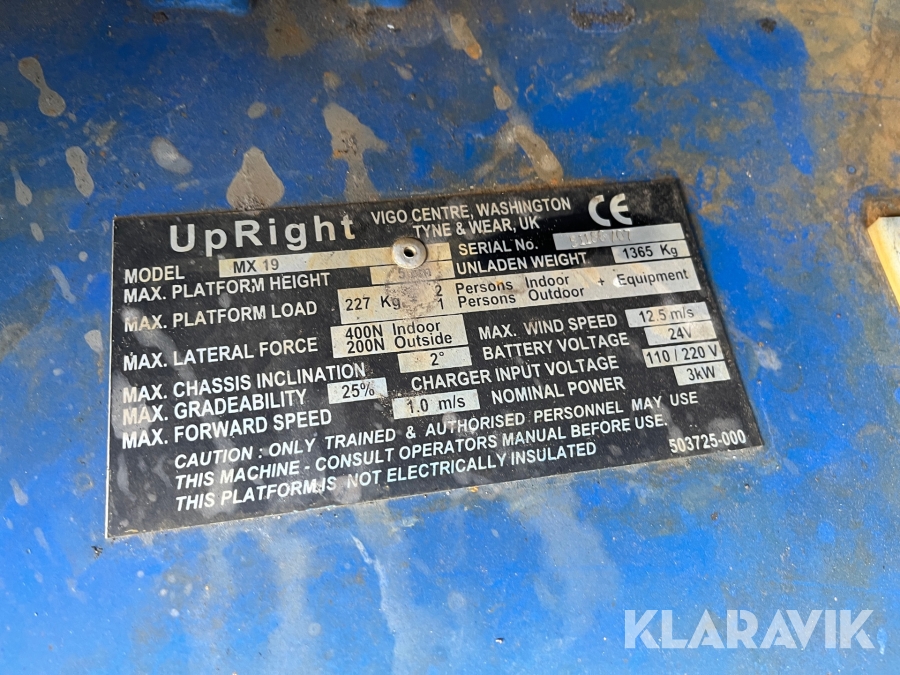 UpRight VIGO CENTRE, WASHINGTON
TYNE & WEAR, UK CE
MODEL MX 19 SERIAL No.
MAX. PLATFORM HEIGHT UNLADEN WEIGHT 1365 Kg
MAX. PLATFORM LOAD 227 Kg 2 Persons Indoor + Equipment
1 Persons Outdoor
MAX. LATERAL FORCE 400N Indoor MAX. WIND SPEED 12.5 m/s
200N Outside BATTERY VOLTAGE 24V
MAX. CHASSIS INCLINATION 2° CHARGER INPUT VOLTAGE 110 / 220 V
MAX. GRADEABILITY 25% NOMINAL POWER 3kW
MAX. FORWARD SPEED 1.0 m/s
CAUTION : ONLY TRAINED & AUTHORISED PERSONNEL MAY USE
THIS MACHINE - CONSULT OPERATORS MANUAL BEFORE USE.
THIS PLATFORM IS NOT ELECTRICALLY INSULATED 503725-000
KLARAVIK